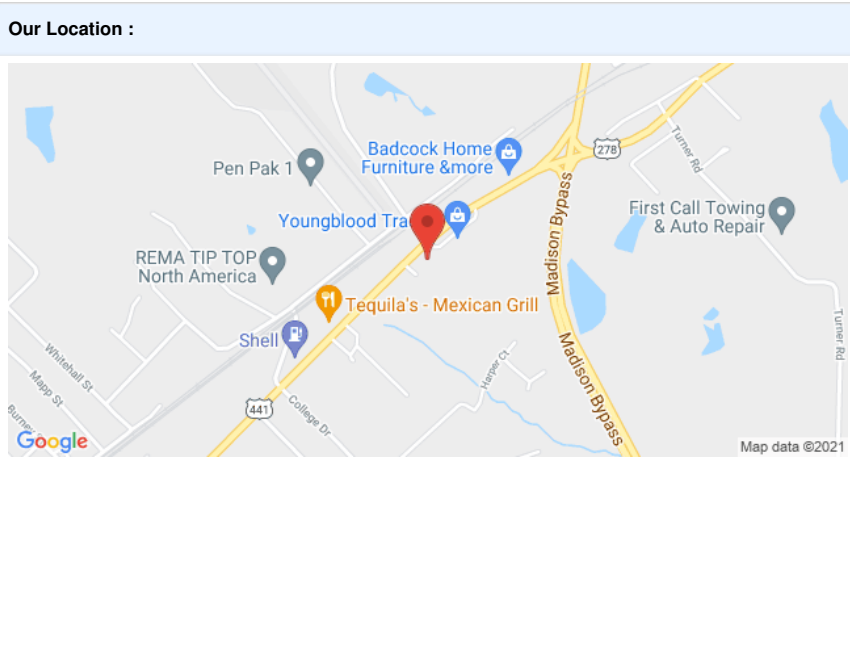 Our Location :
Badcock Home
Furniture &more
278
Turner Rd
Pen Pak 1
Madison Bypass
First Call Towing
& Auto Repair
Youngblood Tra
REMA TIP TOP
North America
Tequila's - Mexican Grill
Shell
Turner Rd
Madison Bypass
Whitehall St
Harper Ct
Mapp St
441
College Dr
Google
Map data ©2021